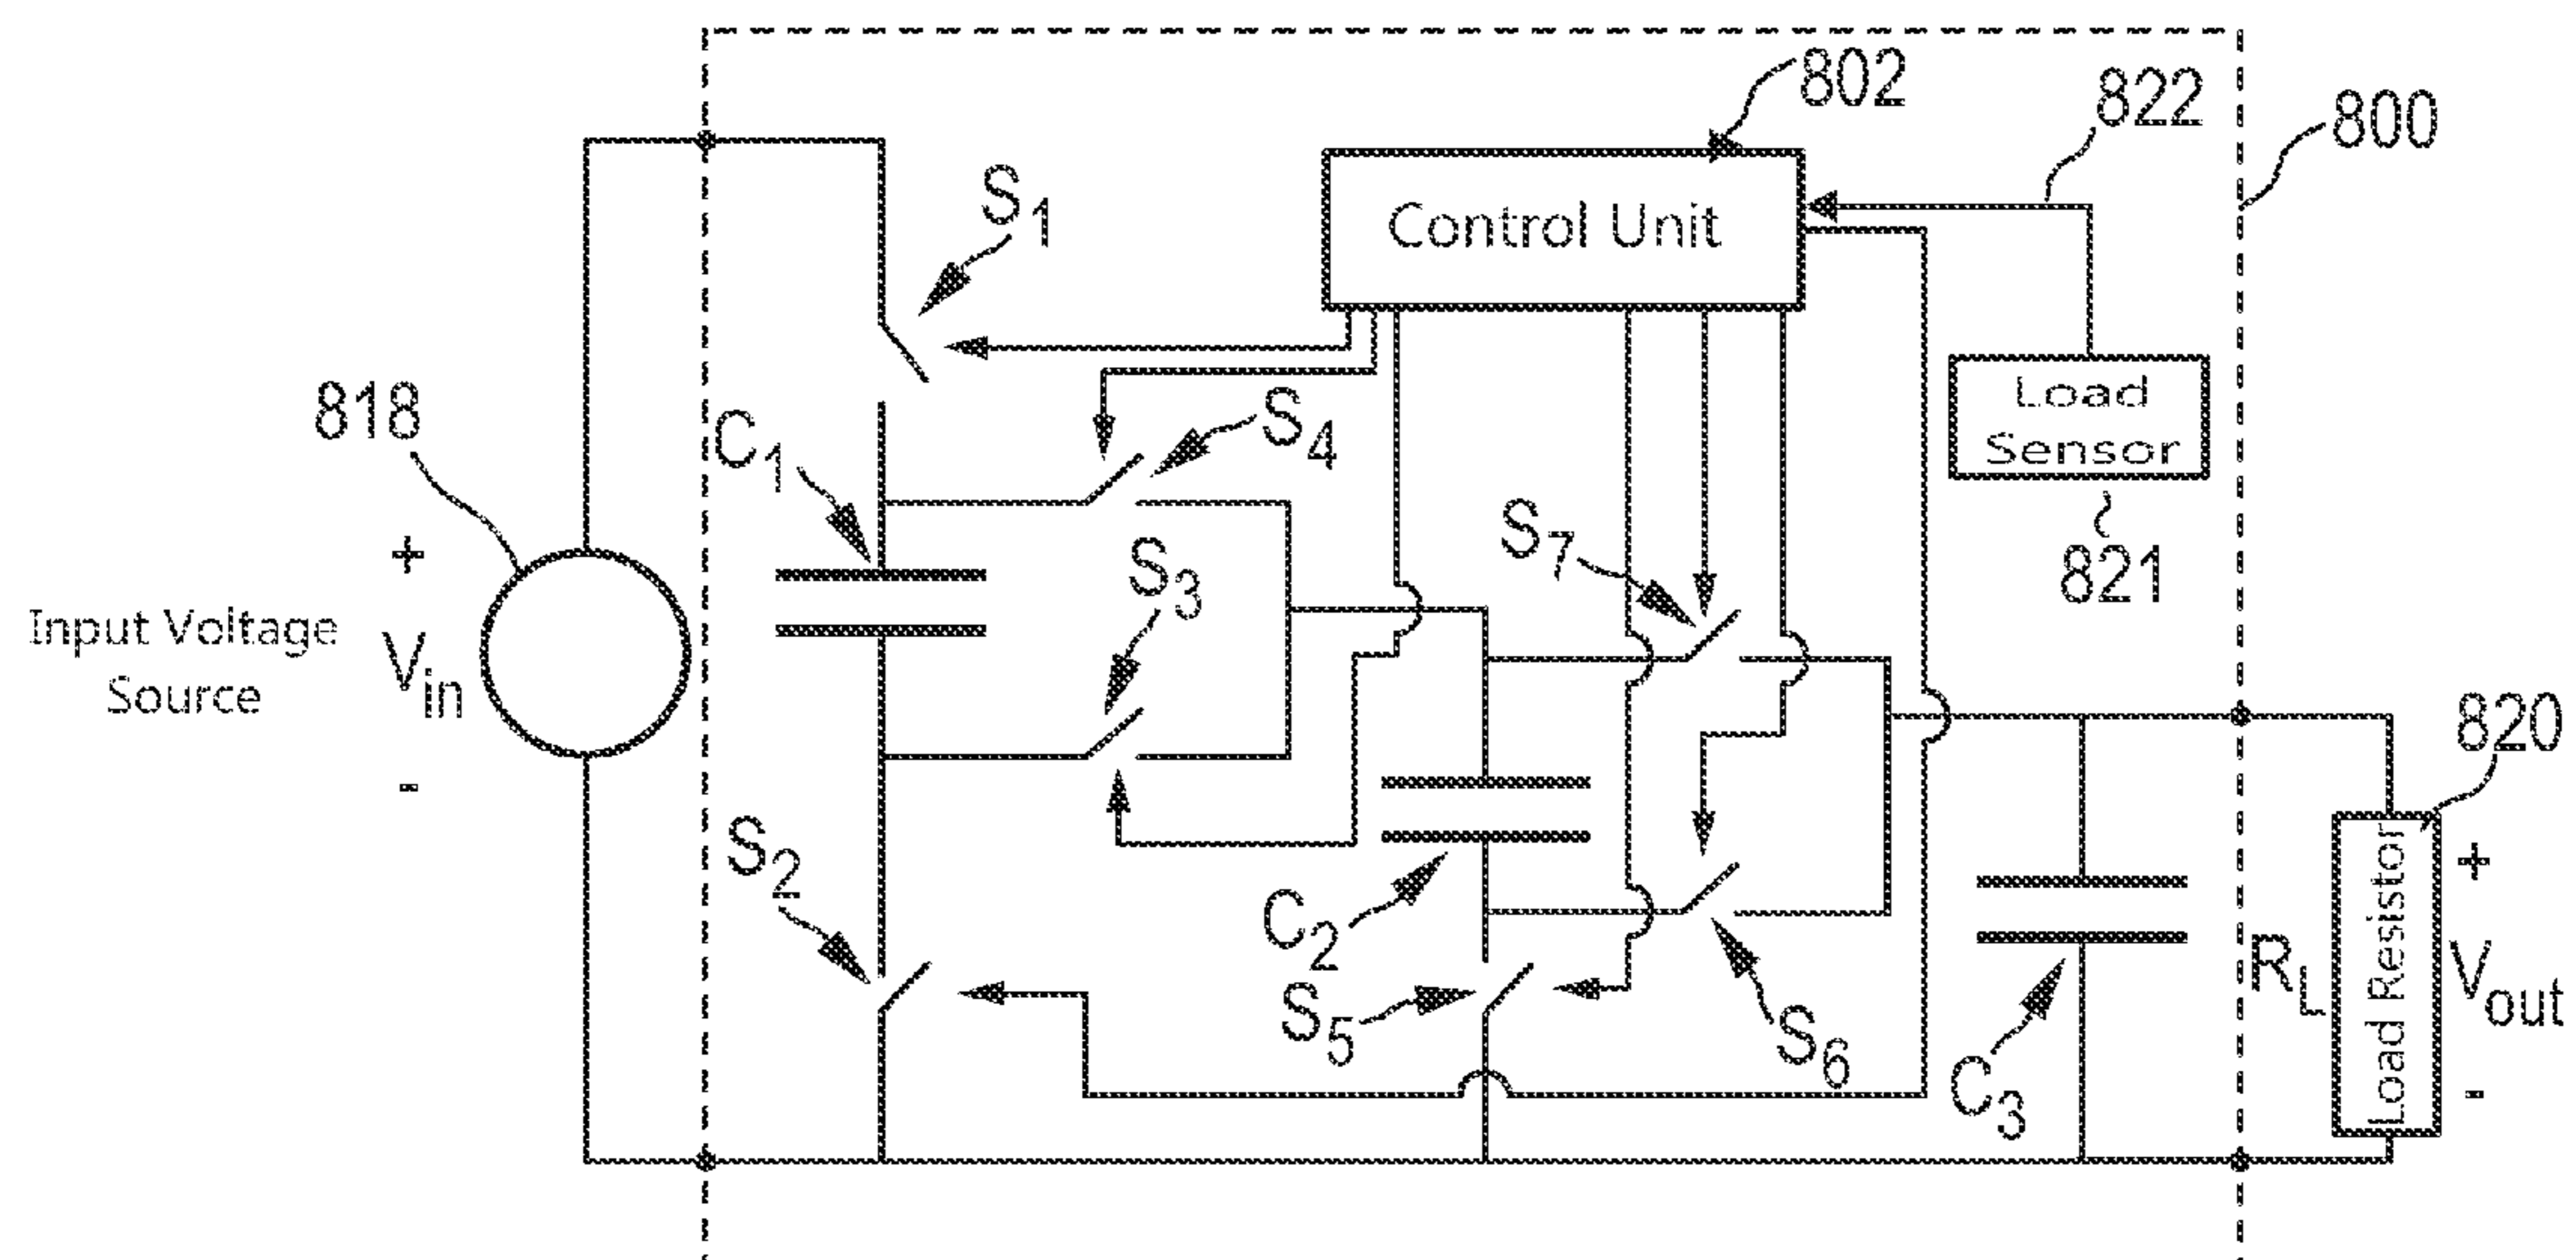 802
822
800
S1
Control Unit
818
C1
S4
Load
Sensor
821
S7
S3
+
Input Voltage
Source
Vin
-
820
S2
C2
S5
S6
C3
RL
Load Resistor
+
Vout
-